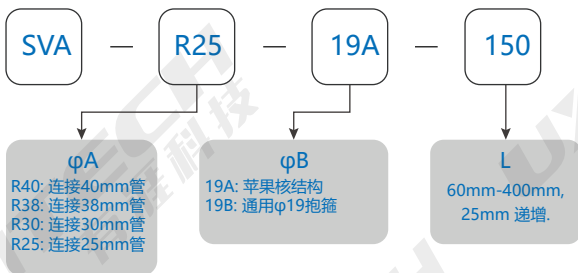 SVA — R25 — 19A — 150
φA
R40: 连接40mm管
R38: 连接38mm管
R30: 连接30mm管
R25: 连接25mm管
φB
19A: 苹果核结构
19B: 通用φ19抱箍
L
60mm-400mm,
25mm 递增.